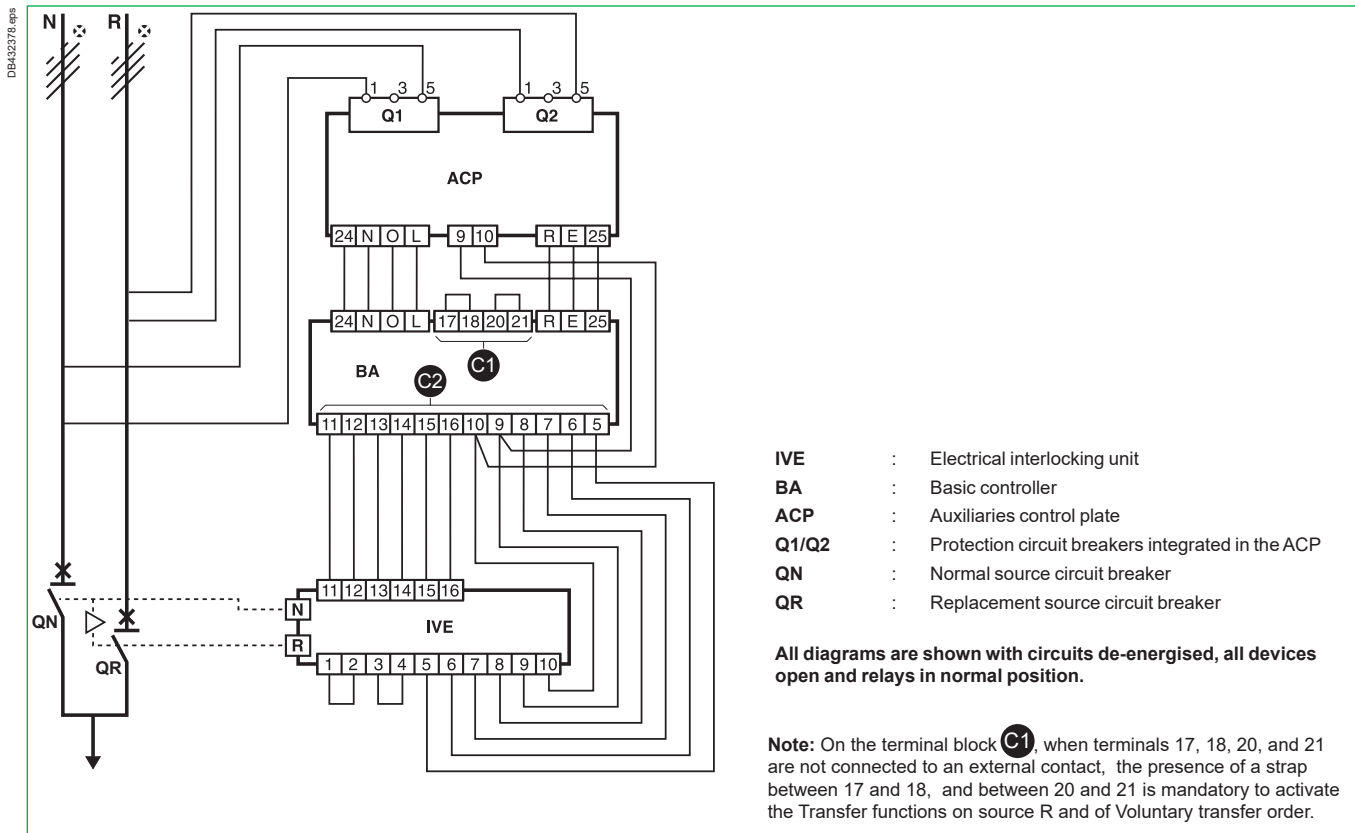 DB432378.eps
N R
1 3 5 1 3 5
Q1 Q2
ACP
24 N O L 9 10 R E 25
24 N O L 17 18 20 21 R E 25
C1
BA C2
11 12 13 14 15 16 10 9 8 7 6 5
11 12 13 14 15 16
N
IVE
QN
R
QR
1 2 3 4 5 6 7 8 9 10
IVE : Electrical interlocking unit
BA : Basic controller
ACP : Auxiliaries control plate
Q1/Q2 : Protection circuit breakers integrated in the ACP
QN : Normal source circuit breaker
QR : Replacement source circuit breaker
All diagrams are shown with circuits de-energised, all devices
open and relays in normal position.
Note: On the terminal block C1, when terminals 17, 18, 20, and 21
are not connected to an external contact, the presence of a strap
between 17 and 18, and between 20 and 21 is mandatory to activate
the Transfer functions on source R and of Voluntary transfer order.